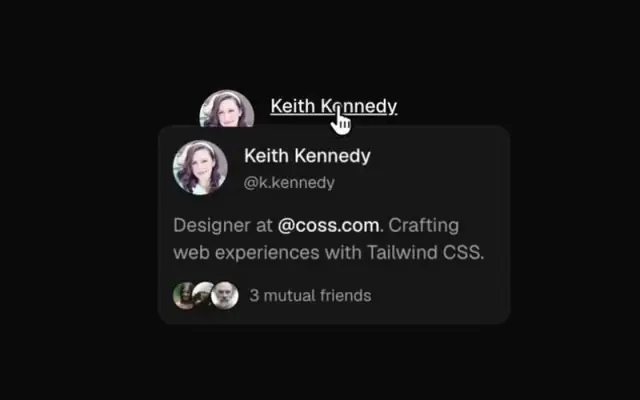 Keith Kennedy
Keith Kennedy
@k.kennedy
Designer at @coss.com. Crafting
web experiences with Tailwind CSS.
3 mutual friends